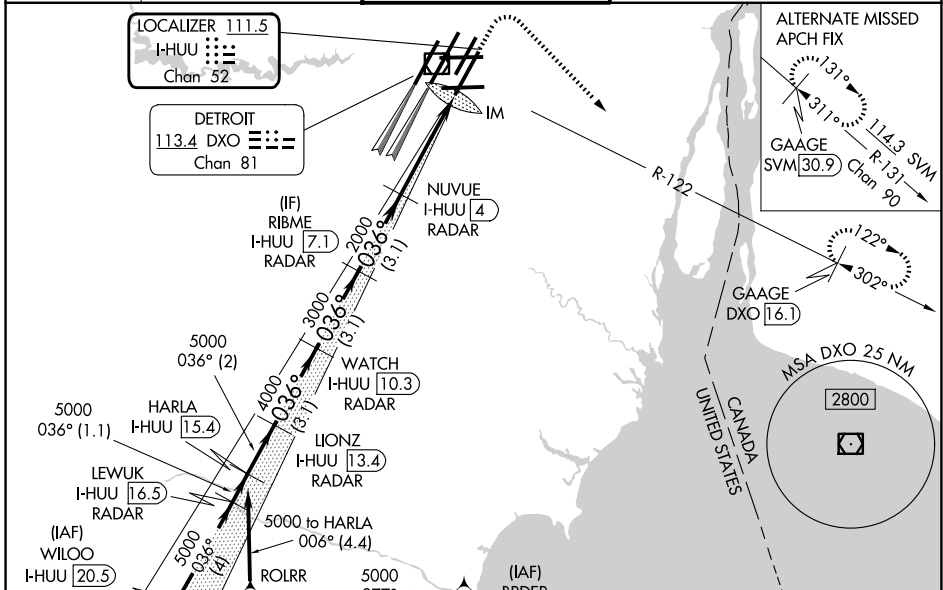 LOCALIZER 111.5
I-HUU
Chan 52
DETROIT
113.4 DXO
Chan 81
IM
ALTERNATE MISSED
APCH FIX
131°
311°
GAAGE
SVM 30.9
114.3 SVM
Chan 90
R-131
R-122
NUVUE
I-HUU 4
RADAR
(IF)
RIBME
I-HUU 7.1
RADAR
2000
036°
(3.1)
122°
302°
GAAGE
DXO 16.1
3000
036°
(3.1)
WATCH
I-HUU 10.3
RADAR
5000
036° (2)
4000
036°
(3.1)
MSA DXO 25 NM
2800
CANADA
UNITED STATES
5000
036° (1.1)
HARLA
I-HUU 15.4
LIONZ
I-HUU 13.4
RADAR
LEWUK
I-HUU 16.5
RADAR
5000 to HARLA
006° (4.4)
(IAF)
WILOO
I-HUU 20.5
5000
036°
(4)
ROLRR
5000
(IAF)